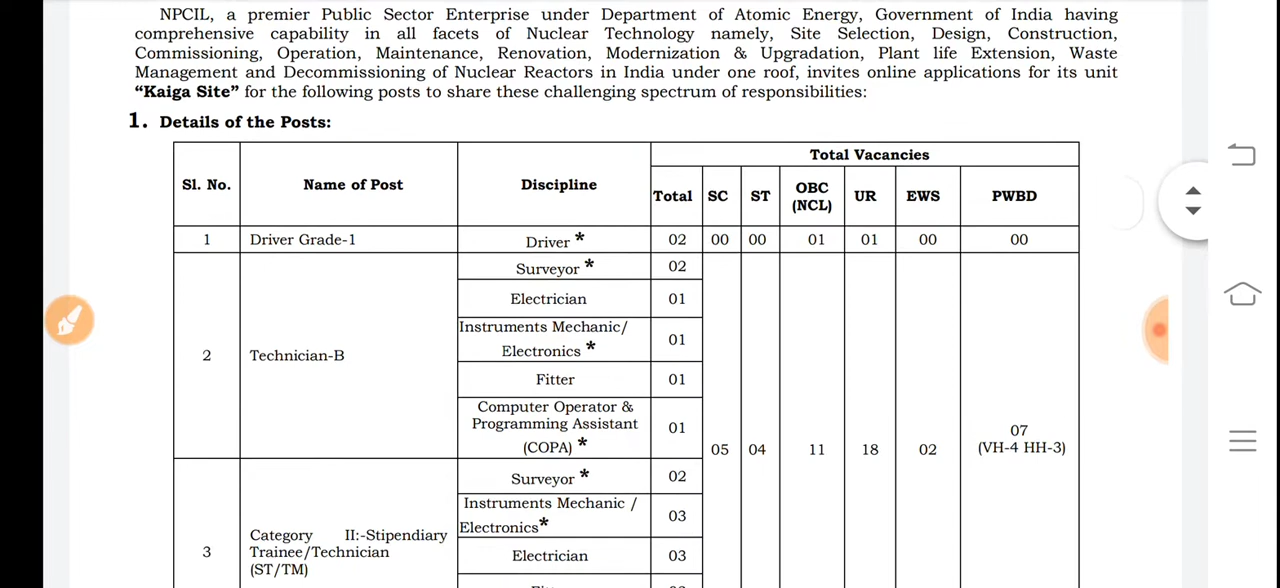 NPCIL, a premier Public Sector Enterprise under Department of Atomic Energy, Government of India having
comprehensive capability in all facets of Nuclear Technology namely, Site Selection, Design, Construction,
Commissioning, Operation, Maintenance, Renovation, Modernization & Upgradation, Plant life Extension, Waste
Management and Decommissioning of Nuclear Reactors in India under one roof, invites online applications for its unit
“Kaiga Site” for the following posts to share these challenging spectrum of responsibilities:
1. Details of the Posts:
Sl. No. Name of Post Discipline Total Vacancies
Total SC ST OBC (NCL) UR EWS PWBD
1 Driver Grade-1 Driver * 02 00 00 01 01 00 00
2 Technician-B
Surveyor * 02
Electrician 01
Instruments Mechanic/
Electronics * 01
Fitter 01
Computer Operator &
Programming Assistant
(COPA) * 01
05 04 11 18 02 07
(VH-4 HH-3)
3 Category II:-Stipendiary
Trainee/Technician
(ST/TM)
Surveyor * 02
Instruments Mechanic /
Electronics* 03
Electrician 03